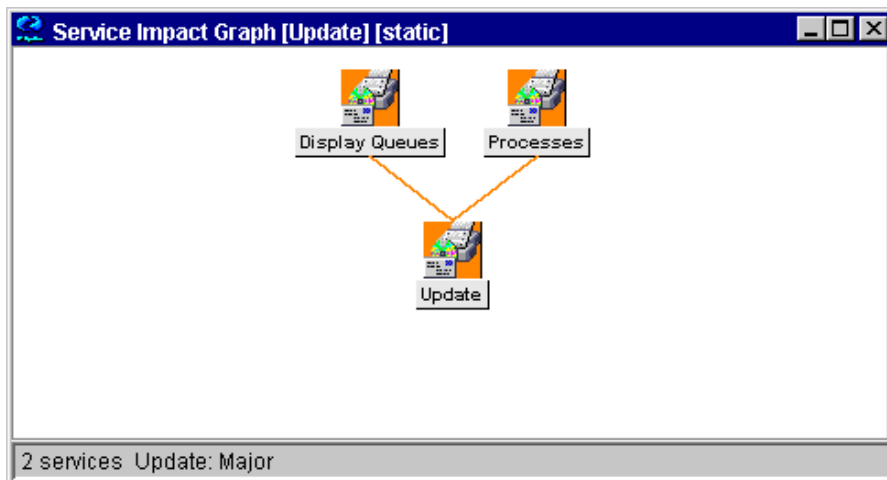 Service Impact Graph [Update] [static]
Display Queues
Processes
Update
2 services Update: Major